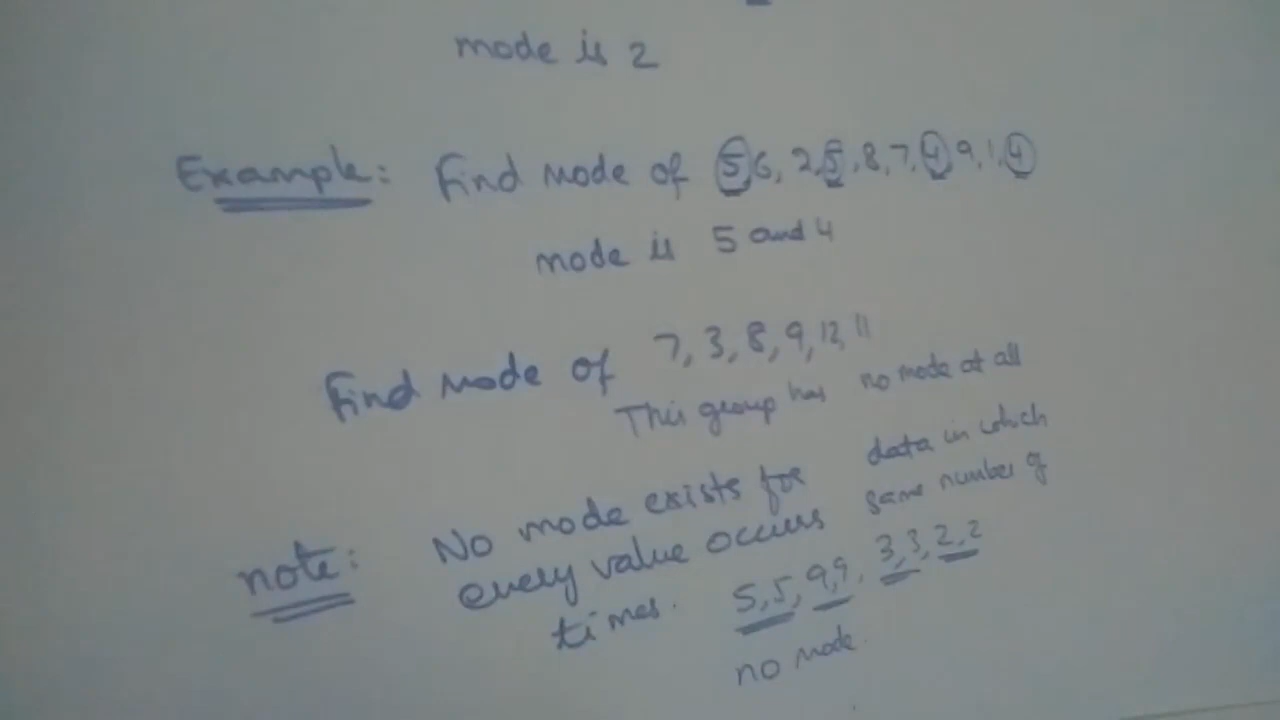 mode is 2
Example: Find mode of 5, 6, 2, 5, 8, 7, 4, 9, 1, 4
mode is 5 and 4
Find mode of 7, 3, 8, 9, 12, 11
This group has no mode at all
note: No mode exists for data in which
every value occurs same number of
times. 5,5, 9,9, 3,3, 2,2
no mode.